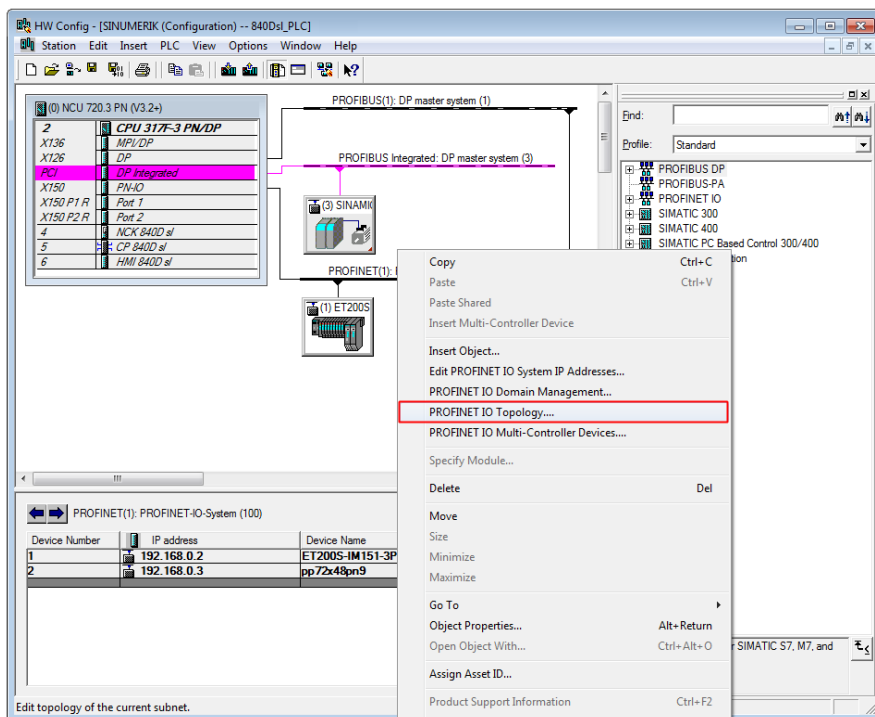 HW Config - [SINUMERIK (Configuration) -- 840Dsl_PLC]
Station Edit Insert PLC View Options Window Help
(0) NCU 720.3 PN (V3.2+)
2 CPU 317F-3 PN/DP
X136 MPI/DP
X126 DP
PCI DP Integrated
X150 PN-IO
X150 P1 R Port 1
X150 P2 R Port 2
4 NCK 840D sl
5 CP 840D sl
6 HMI 840D sl
PROFIBUS(1): DP master system (1)
PROFIBUS Integrated: DP master system (3)
(3) SINAMI
PROFINET(1):
(1) ET200S
Find:
Profile: Standard
PROFIBUS DP
PROFIBUS-PA
PROFINET IO
SIMATIC 300
SIMATIC 400
SIMATIC PC Based Control 300/400
tion
Copy Ctrl+C
Paste Ctrl+V
Paste Shared
Insert Multi-Controller Device
Insert Object...
Edit PROFINET IO System IP Addresses...
PROFINET IO Domain Management...
PROFINET IO Topology....
PROFINET IO Multi-Controller Devices....
Specify Module...
Delete Del
Move
Size
Minimize
Maximize
Go To
Object Properties... Alt+Return
Open Object With... Ctrl+Alt+O
Assign Asset ID...
Product Support Information Ctrl+F2
PROFINET(1): PROFINET-IO-System (100)
Device Number IP address Device Name
1 192.168.0.2 ET200S-IM151-3P
2 192.168.0.3 pp72x48pn9
r SIMATIC S7, M7, and
Edit topology of the current subnet.